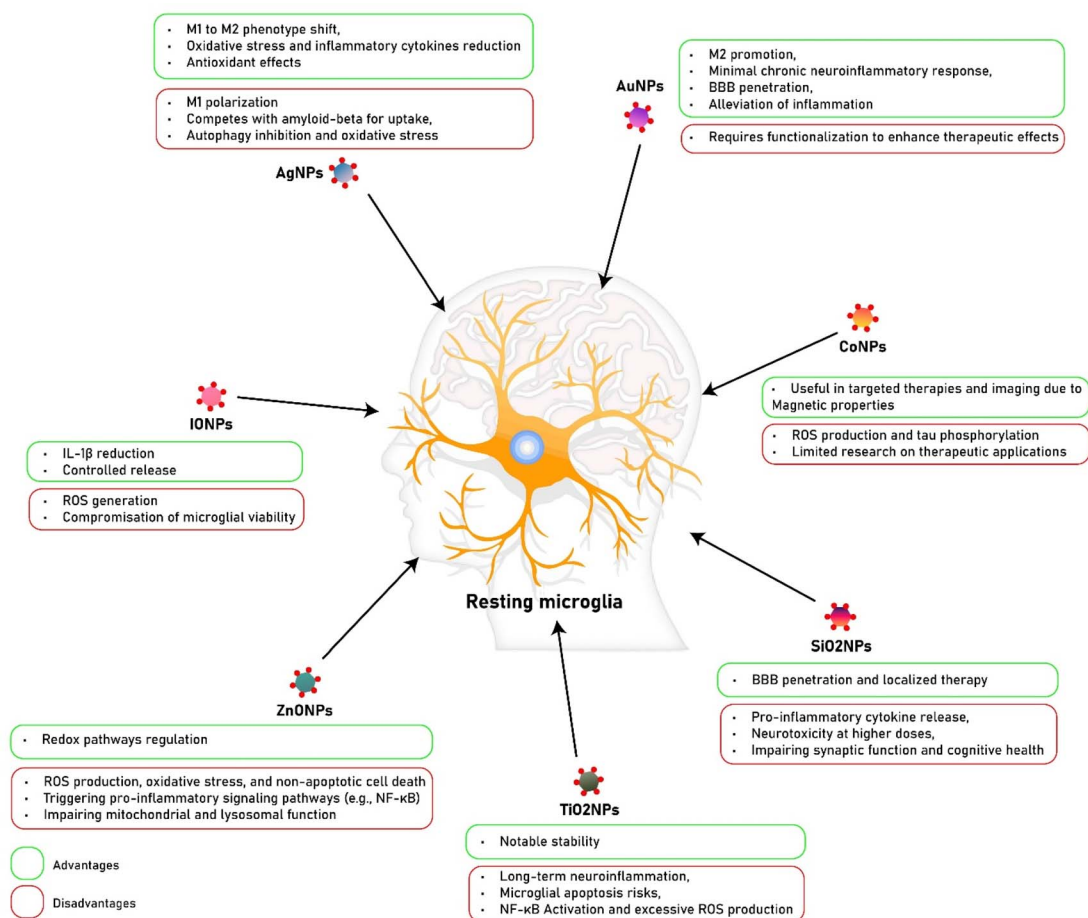 • M1 to M2 phenotype shift,
• Oxidative stress and inflammatory cytokines reduction
• Antioxidant effects
• M1 polarization
• Competes with amyloid-beta for uptake,
• Autophagy inhibition and oxidative stress
AgNPs
• M2 promotion,
• Minimal chronic neuroinflammatory response,
• BBB penetration,
• Alleviation of inflammation
AuNPs
• Requires functionalization to enhance therapeutic effects
CoNPs
• Useful in targeted therapies and imaging due to
Magnetic properties
• ROS production and tau phosphorylation
• Limited research on therapeutic applications
IONPs
• IL-1β reduction
• Controlled release
• ROS generation
• Compromisation of microglial viability
Resting microglia
SiO2NPs
• BBB penetration and localized therapy
• Pro-inflammatory cytokine release,
• Neurotoxicity at higher doses,
• Impairing synaptic function and cognitive health
ZnONPs
• Redox pathways regulation
• ROS production, oxidative stress, and non-apoptotic cell death
• Triggering pro-inflammatory signaling pathways (e.g., NF-κB)
• Impairing mitochondrial and lysosomal function
TiO2NPs
• Notable stability
• Long-term neuroinflammation,
• Microglial apoptosis risks,
• NF-κB Activation and excessive ROS production
Advantages
Disadvantages